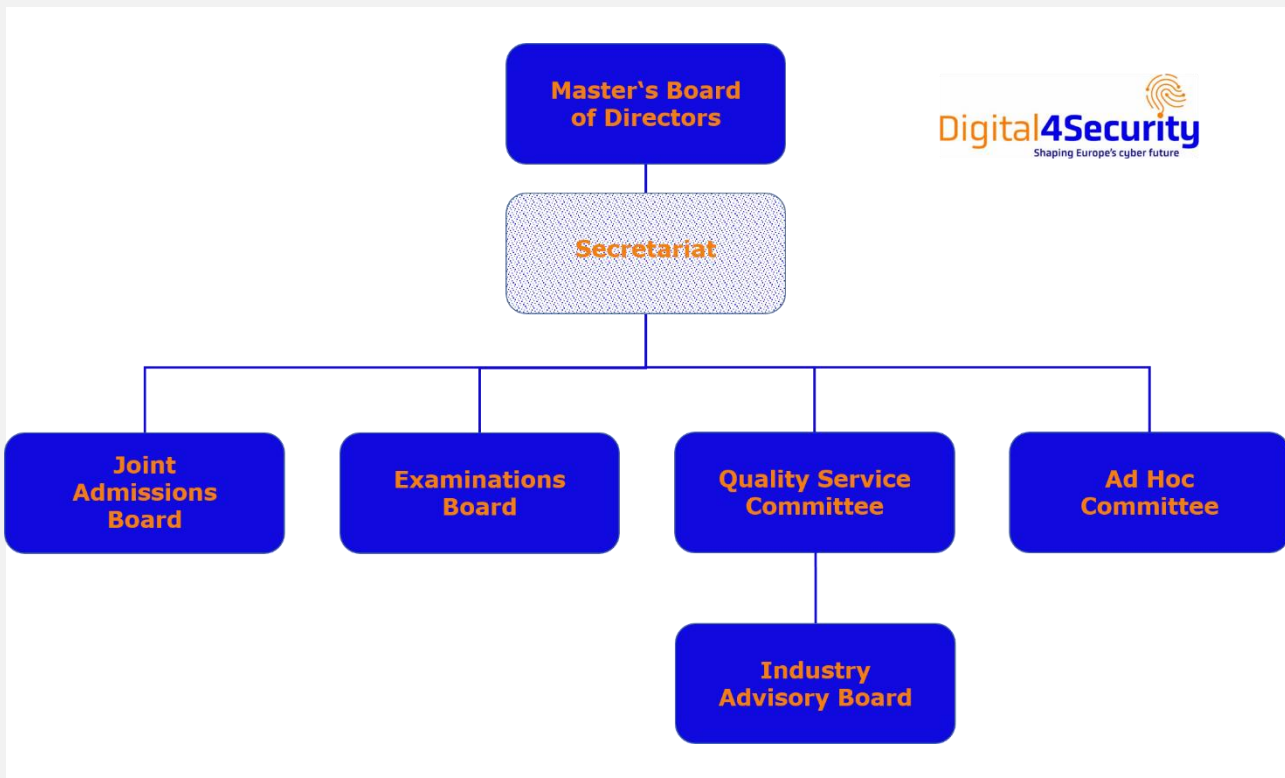 Master‘s Board
of Directors
Digital4Security
Shaping Europe's cyber future
Secretariat
Joint
Admissions
Board
Examinations
Board
Quality Service
Committee
Ad Hoc
Committee
Industry
Advisory Board